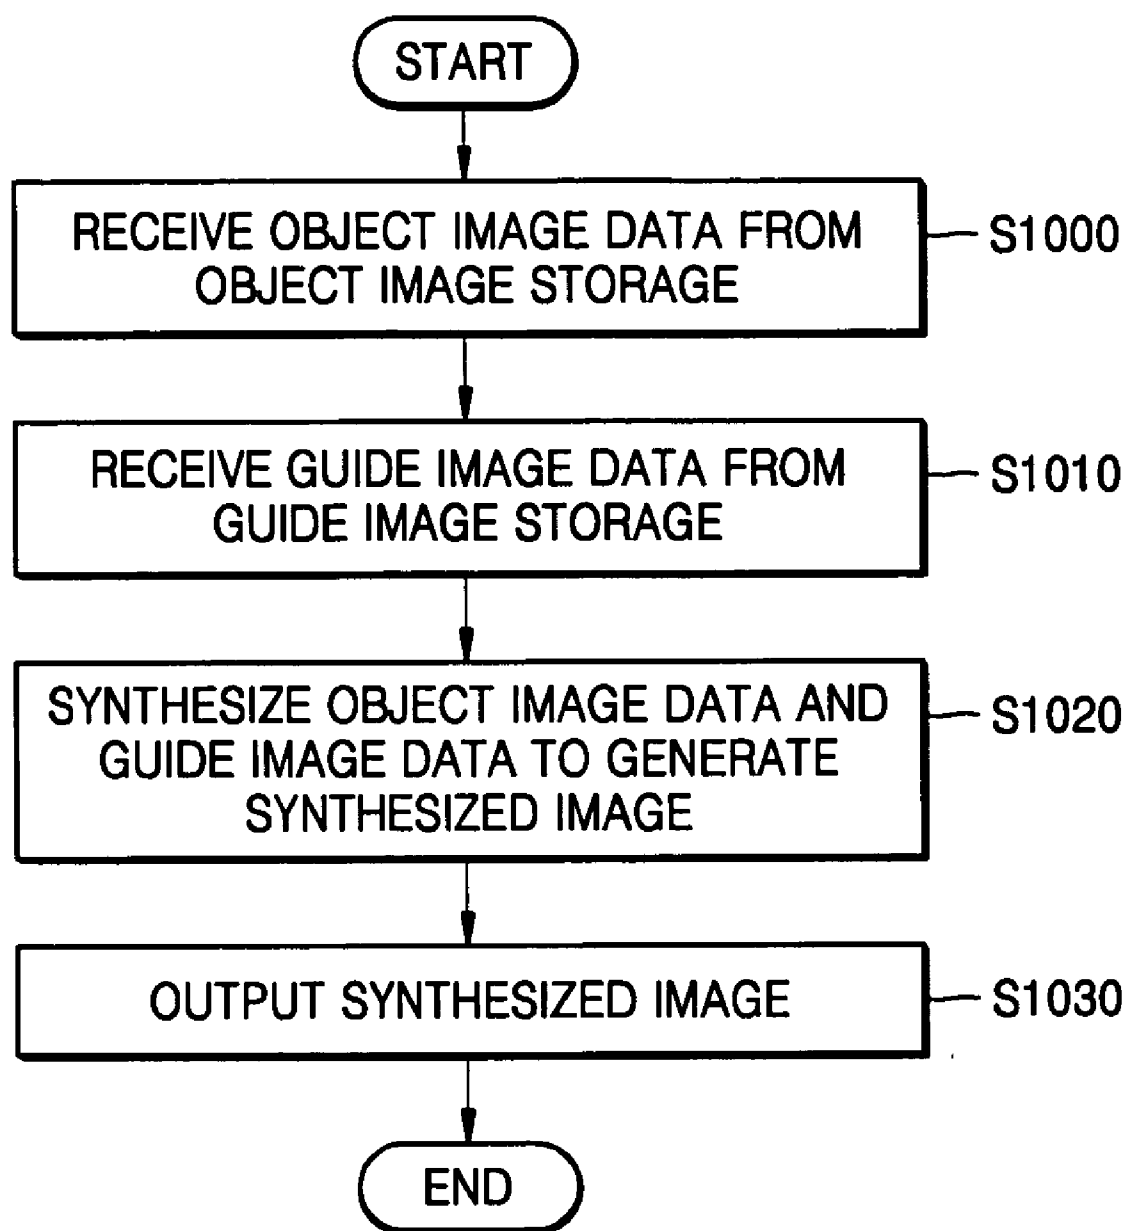 START
RECEIVE OBJECT IMAGE DATA FROM
OBJECT IMAGE STORAGE
S1000
RECEIVE GUIDE IMAGE DATA FROM
GUIDE IMAGE STORAGE
S1010
SYNTHESIZE OBJECT IMAGE DATA AND
GUIDE IMAGE DATA TO GENERATE
SYNTHESIZED IMAGE
S1020
OUTPUT SYNTHESIZED IMAGE
S1030
END